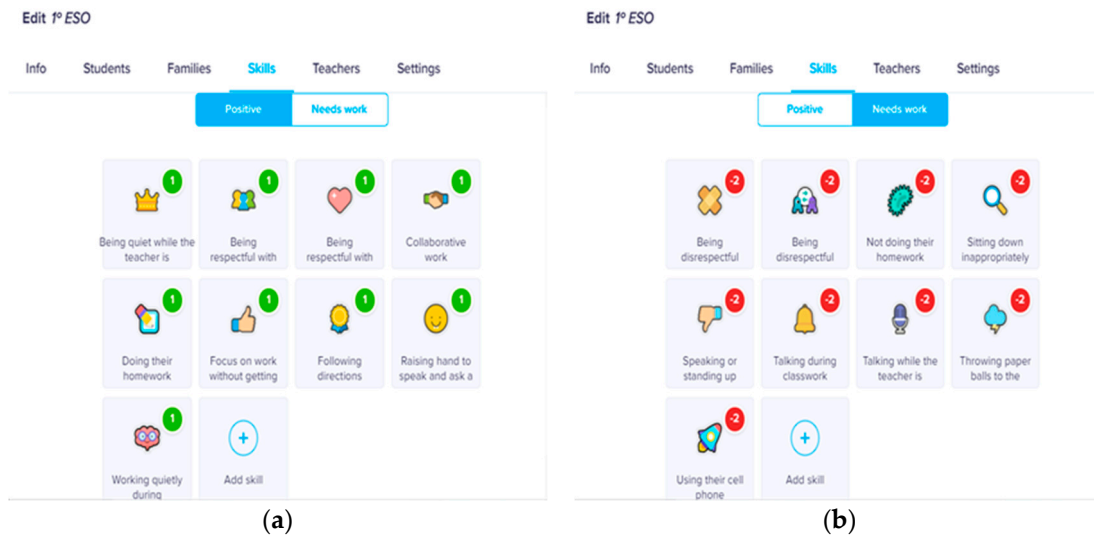 Edit 1º ESO
Info Students Families Skills Teachers Settings
Positive Needs work
1 1 1 1
Being quiet while the
teacher is
Being
respectful with
Being
respectful with
Collaborative
work
1 1 1 1
Doing their
homework
Focus on work
without getting
Following
directions
Raising hand to
speak and ask a
1
Working quietly
during
+
Add skill
(a)
Edit 1º ESO
Info Students Families Skills Teachers Settings
Positive Needs work
-2 -2 -2 -2
Being
disrespectful
Being
disrespectful
Not doing their
homework
Sitting down
inappropriately
-2 -2 -2 -2
Speaking or
standing up
Talking during
classwork
Talking while the
teacher is
Throwing paper
balls to the
-2
Using their cell
phone
+
Add skill
(b)